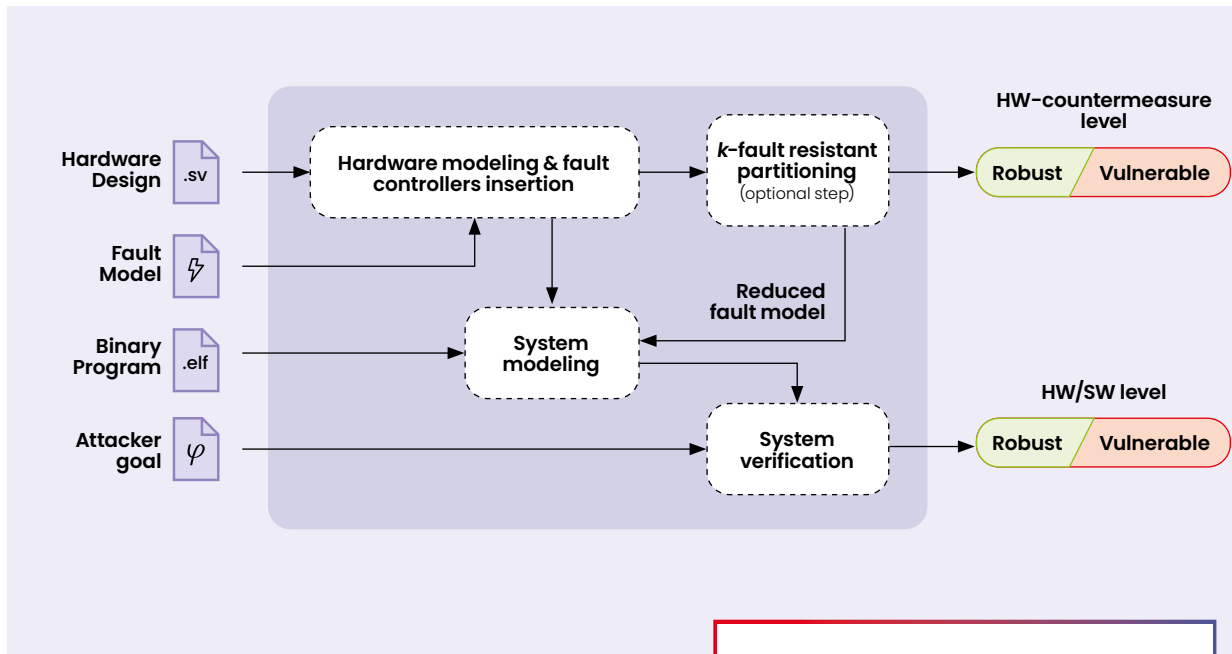 HW-countermeasure
level
Hardware
Design
.sv
Hardware modeling & fault
controllers insertion
k-fault resistant
partitioning
(optional step)
Robust
Vulnerable
Fault
Model
Reduced
fault model
Binary
Program
.elf
System
modeling
HW/SW level
Attacker
goal
φ
System
verification
Robust
Vulnerable